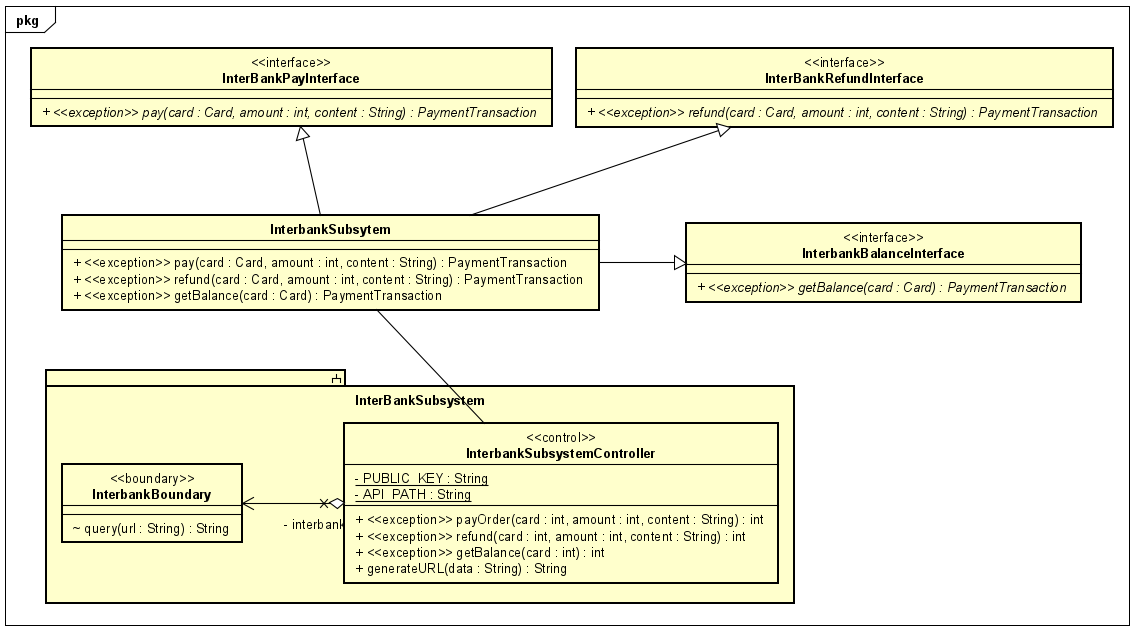 pkg
<<interface>>
InterBankPayInterface
+ <<exception>> pay(card : Card, amount : int, content : String) : PaymentTransaction
<<interface>>
InterBankRefundInterface
+ <<exception>> refund(card : Card, amount : int, content : String) : PaymentTransaction
InterbankSubsytem
+ <<exception>> pay(card : Card, amount : int, content : String) : PaymentTransaction
+ <<exception>> refund(card : Card, amount : int, content : String) : PaymentTransaction
+ <<exception>> getBalance(card : Card) : PaymentTransaction
<<interface>>
InterbankBalanceInterface
+ <<exception>> getBalance(card : Card) : PaymentTransaction
InterBankSubsystem
<<control>>
InterbankSubsystemController
- PUBLIC_KEY : String
- API_PATH : String
+ <<exception>> payOrder(card : int, amount : int, content : String) : int
+ <<exception>> refund(card : int, amount : int, content : String) : int
+ <<exception>> getBalance(card : int) : int
+ generateURL(data : String) : String
<<boundary>>
InterbankBoundary
~ query(url : String) : String
- interbank